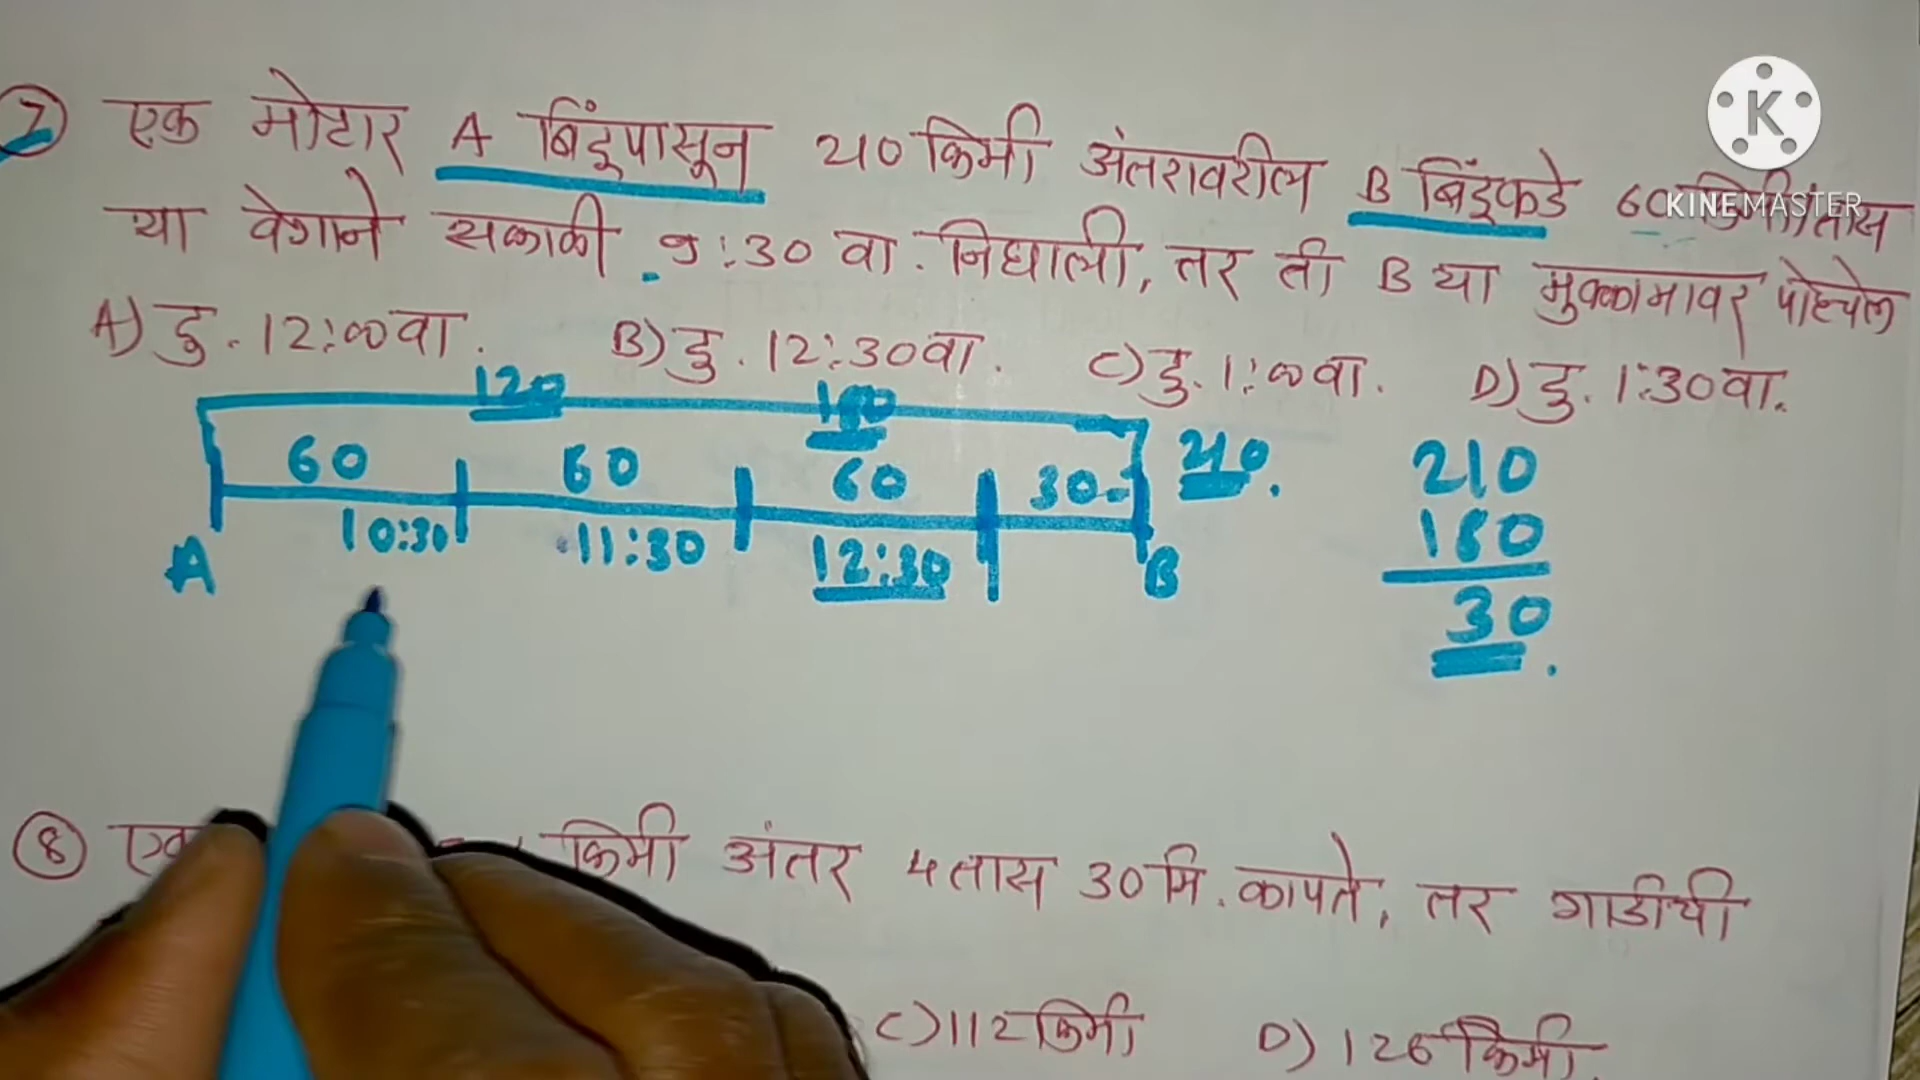 7) एक मोटार A बिंदुपासून 210 किमी अंतरावरील B बिंदुकडे 60 किमी/तास
या वेगाने सकाळी 9:30 वा. निघाली, तर ती B या मुक्कामावर पोहचेल
A) दु. 12:00 वा. B) दु. 12:30 वा. C) दु. 1:00 वा. D) दु. 1:30 वा.
120 180
60 60 60 30 210.
10:30 11:30 12:30
A B
210
180
30.
8) किमी अंतर 4 तास 30 मि. कापते, तर गाडीची
C) 112 किमी D) 126 किमी.
K
KINEMASTER